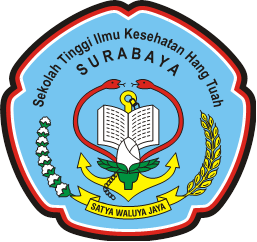 Sekolah Tinggi Ilmu Kesehatan Hang Tuah
SURABAYA
SATYA WALUYA JAYA